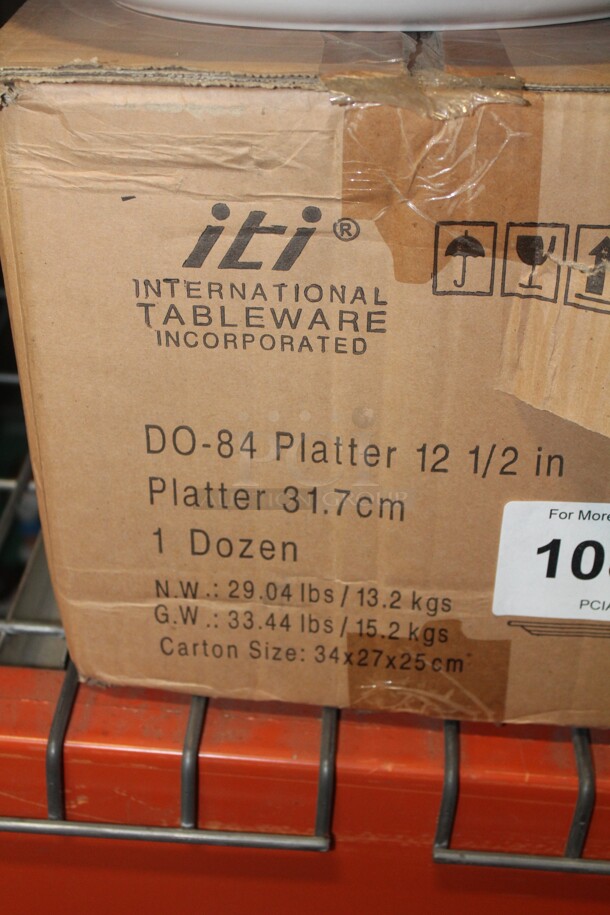 iti®
INTERNATIONAL
TABLEWARE
INCORPORATED
DO-84 Platter 12 1/2 in
Platter 31.7cm
1 Dozen
N.W.: 29.04 lbs / 13.2 kgs
G.W.: 33.44 lbs / 15.2 kgs
Carton Size: 34x27x25cm
For More
PCIA